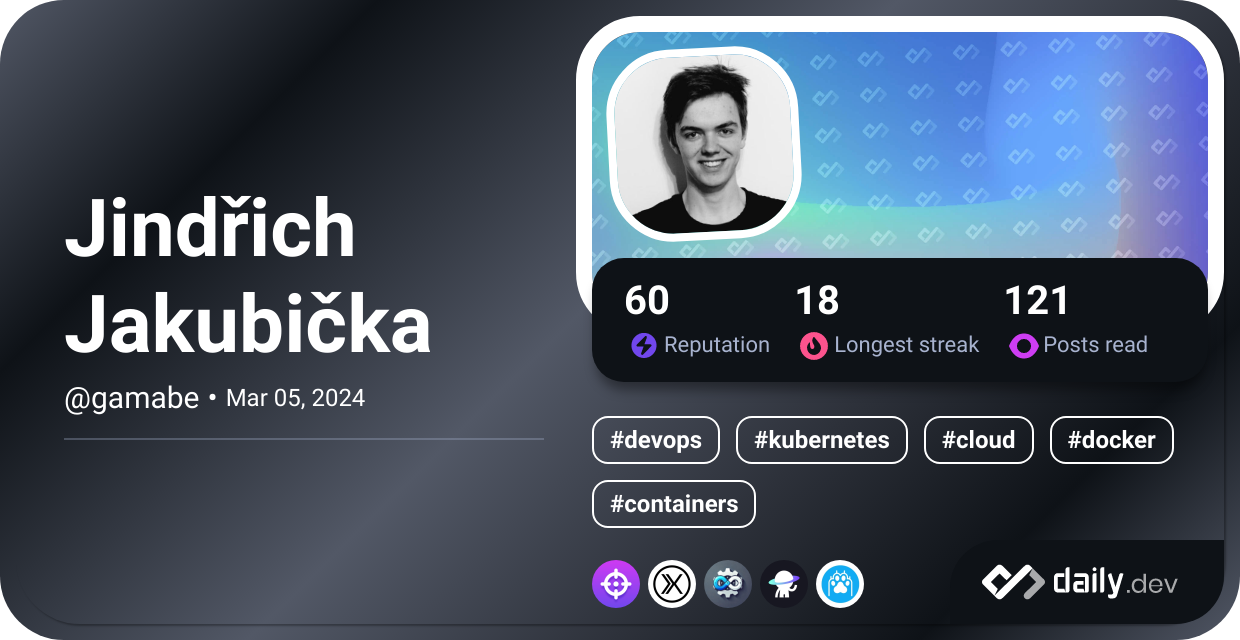 Jindřich
Jakubička
@gamabe • Mar 05, 2024
60 18 121
Reputation Longest streak Posts read
#devops #kubernetes #cloud #docker
#containers
daily.dev